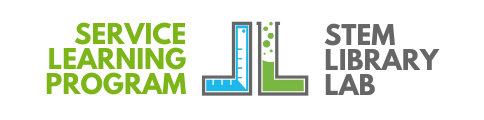 SERVICE
LEARNING
PROGRAM
STEM
LIBRARY
LAB